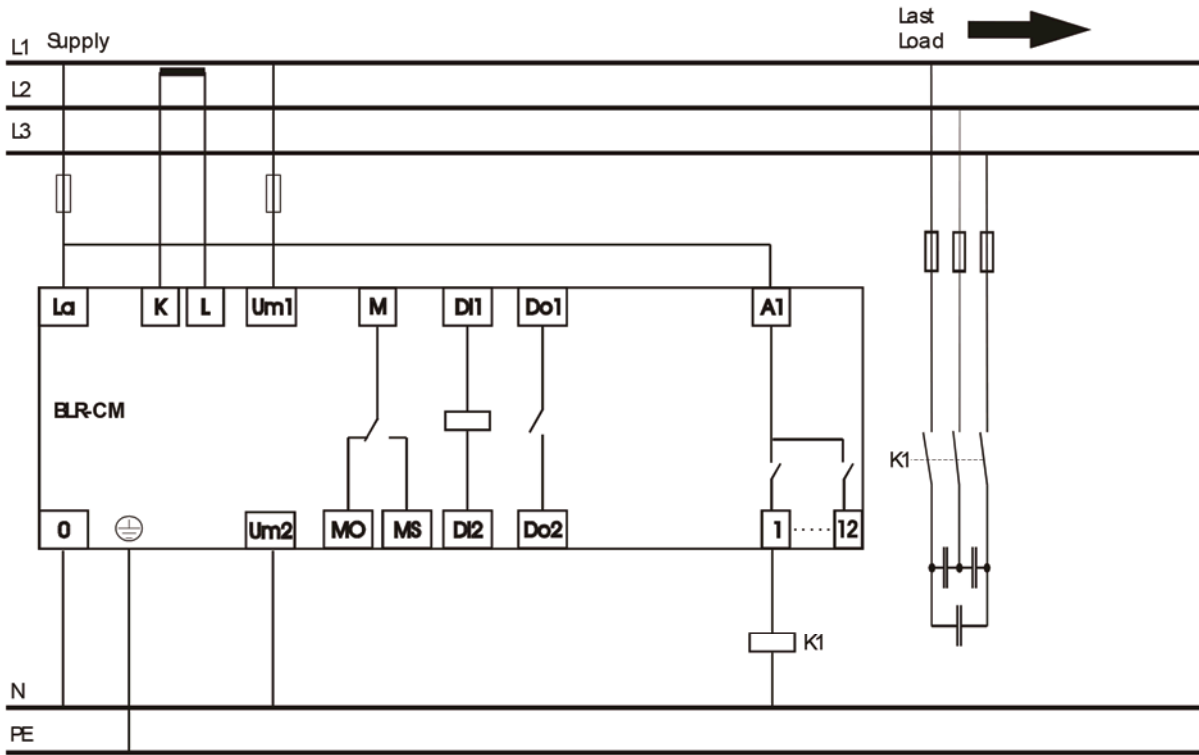 Last
Load
L1 Supply
L2
L3
La K L Um1 M DI1 Do1 A1
BLR-CM
K1
0 Um2 MO MS DI2 Do2 1 ...... 12
K1
N
PE